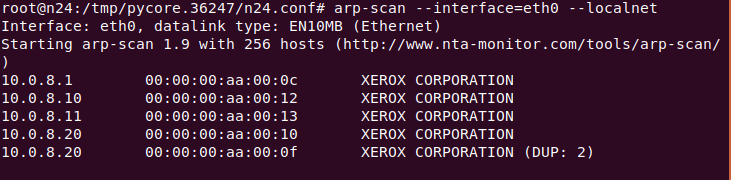 root@n24:/tmp/pycore.36247/n24.conf# arp-scan --interface=eth0 --localnet
Interface: eth0, datalink type: EN10MB (Ethernet)
Starting arp-scan 1.9 with 256 hosts (http://www.nta-monitor.com/tools/arp-scan/
)
10.0.8.1 00:00:00:aa:00:0c XEROX CORPORATION
10.0.8.10 00:00:00:aa:00:12 XEROX CORPORATION
10.0.8.11 00:00:00:aa:00:13 XEROX CORPORATION
10.0.8.20 00:00:00:aa:00:10 XEROX CORPORATION
10.0.8.20 00:00:00:aa:00:0f XEROX CORPORATION (DUP: 2)